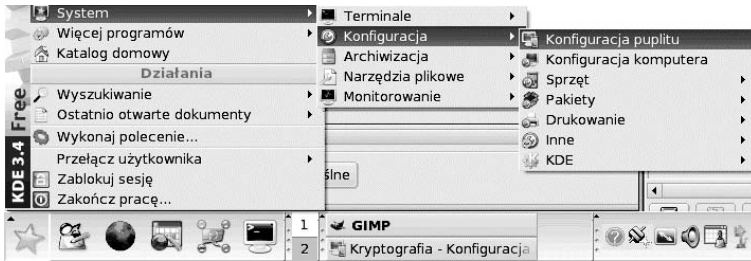 System
Więcej programów
Katalog domowy
Działania
Wyszukiwanie
Ostatnio otwarte dokumenty
Wykonaj polecenie...
Przełącz użytkownika
Zablokuj sesję
Zakończ pracę...
KDE 3.4 Free
Terminale
Konfiguracja
Archiwizacja
Narzędzia plikowe
Monitorowanie
Konfiguracja puplitu
Konfiguracja komputera
Sprzęt
Pakiety
Drukowanie
Inne
KDE
ślne
1
2
GIMP
Kryptografia - Konfiguracja